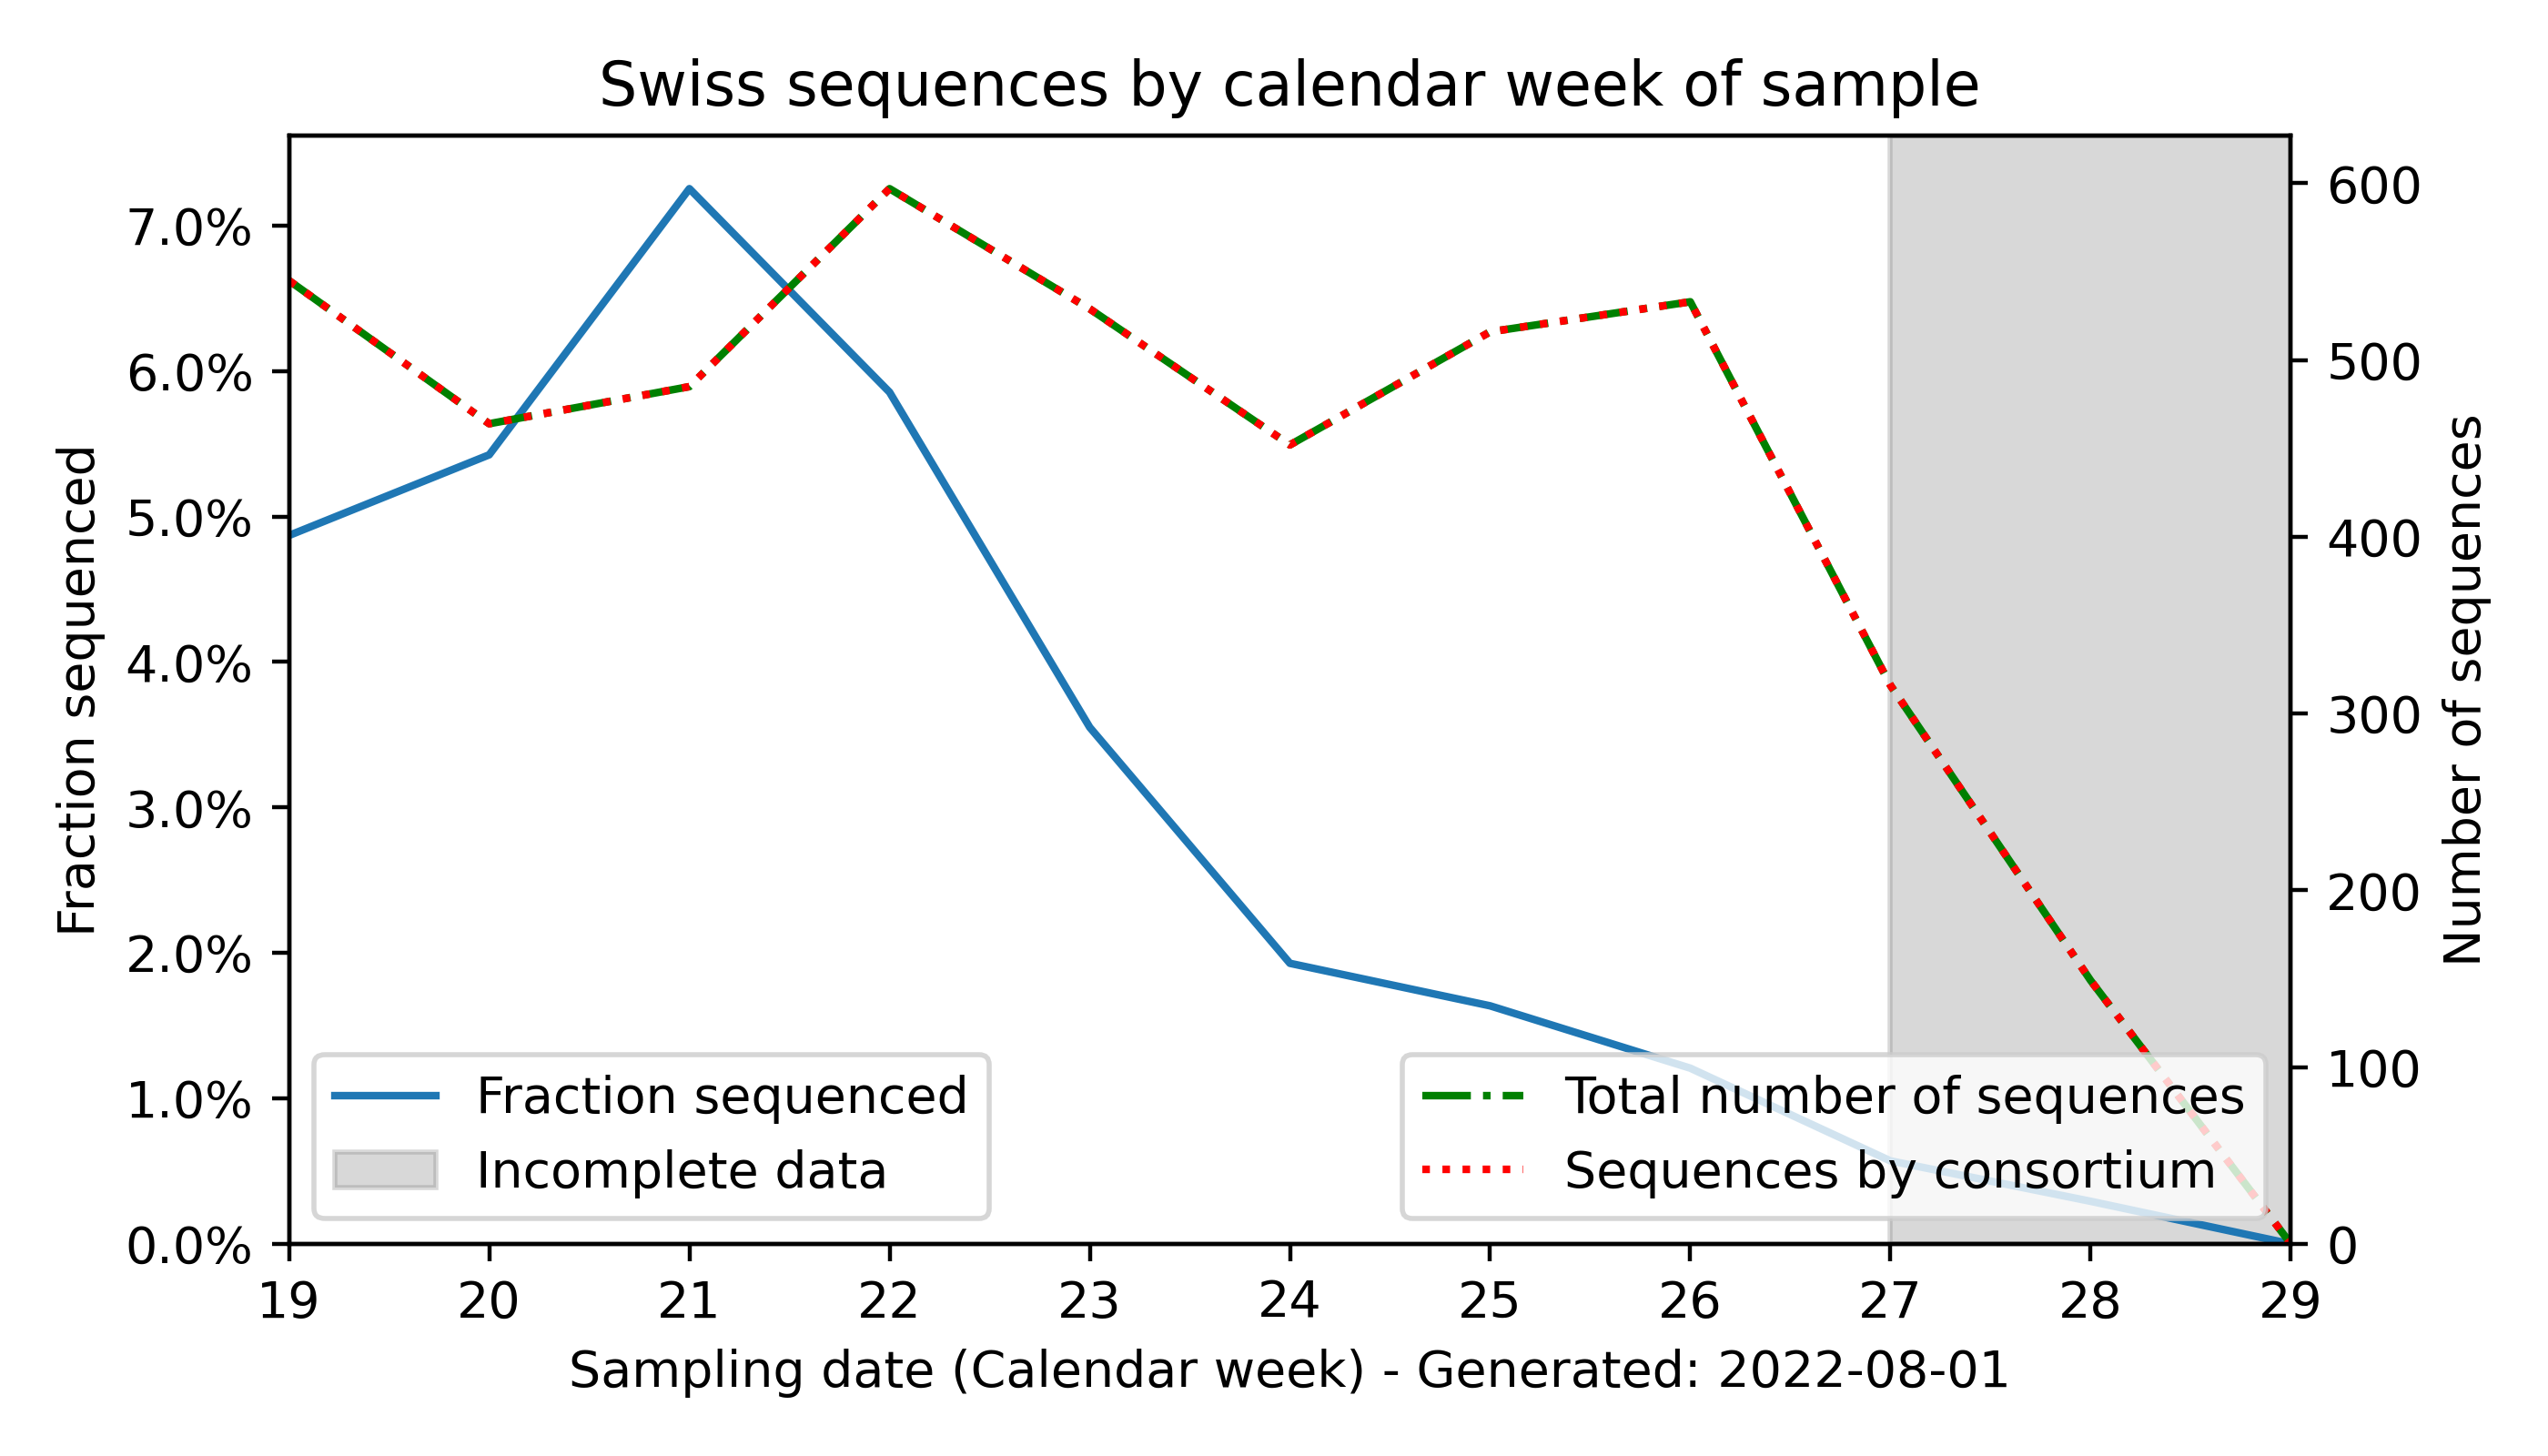 Swiss sequences by calendar week of sample
Fraction sequenced
7.0%
6.0%
5.0%
4.0%
3.0%
2.0%
1.0%
0.0%
600
500
400
300
200
100
0
Number of sequences
Fraction sequenced
Incomplete data
Total number of sequences
Sequences by consortium
19 20 21 22 23 24 25 26 27 28 29
Sampling date (Calendar week) - Generated: 2022-08-01